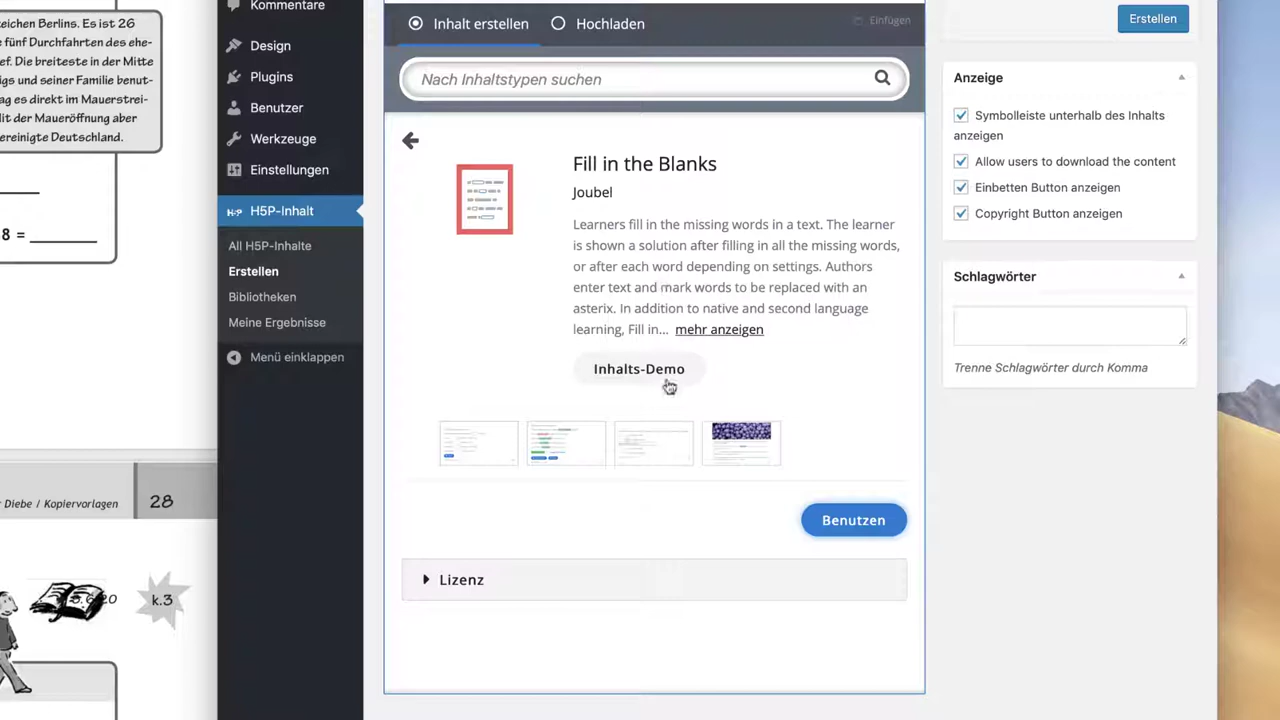 zeichen Berlins. Es ist 26
fünf Durchfahrten des ehe-
ef. Die breiteste in der Mitte
igs und seiner Familie benut-
ag es direkt im Mauerstrei-
it der Maueröffnung aber
ereinigte Deutschland.
8 =
r Diebe / Kopiervorlagen
28
k.3
Kommentare
Design
Plugins
Benutzer
Werkzeuge
Einstellungen
H5P H5P-Inhalt
All H5P-Inhalte
Erstellen
Bibliotheken
Meine Ergebnisse
Menü einklappen
Inhalt erstellen
Hochladen
Einfügen
Nach Inhaltstypen suchen
Fill in the Blanks
Joubel
Learners fill in the missing words in a text. The learner
is shown a solution after filling in all the missing words,
or after each word depending on settings. Authors
enter text and mark words to be replaced with an
asterix. In addition to native and second language
learning, Fill in... mehr anzeigen
Inhalts-Demo
Benutzen
Lizenz
Erstellen
Anzeige
Symbolleiste unterhalb des Inhalts
anzeigen
Allow users to download the content
Einbetten Button anzeigen
Copyright Button anzeigen
Schlagwörter
Trenne Schlagwörter durch Komma